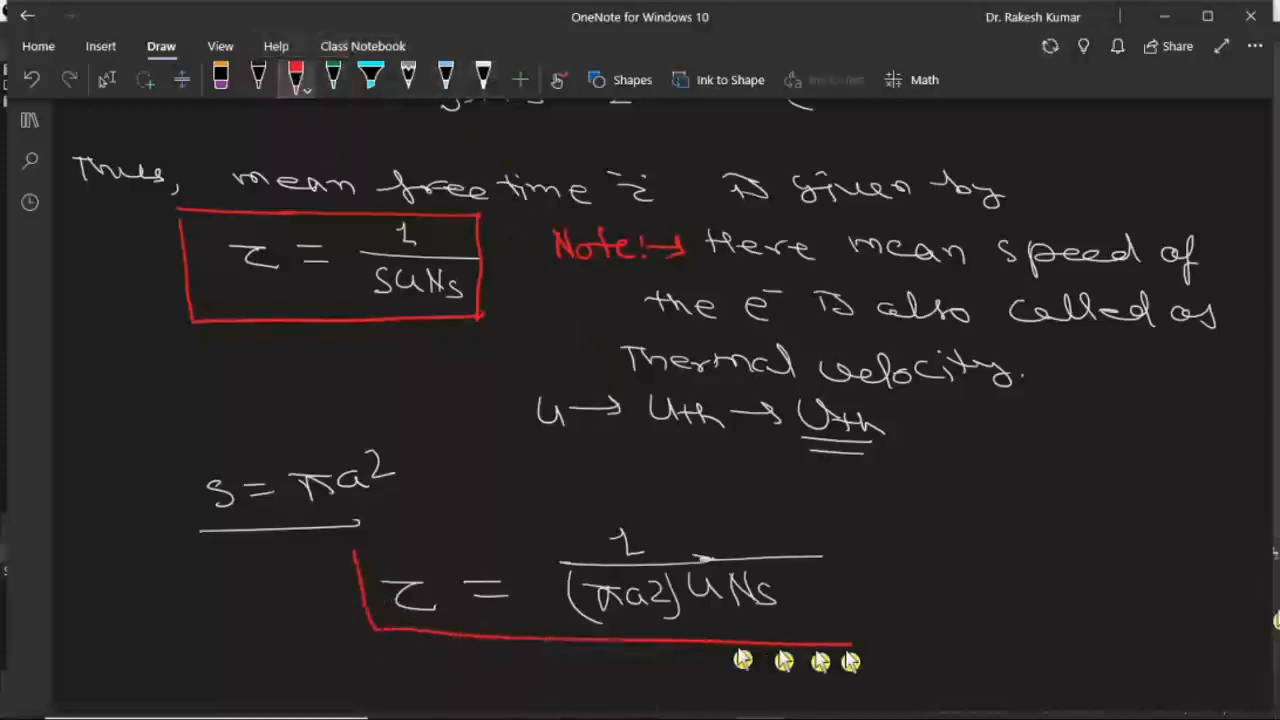 OneNote for Windows 10
Dr. Rakesh Kumar
Home Insert Draw View Help Class Notebook
Share
Shapes Ink to Shape Math
Thus, mean free time τ is given by
τ = 1 / SUNs
Note:→ Here mean speed of
the e⁻ is also called as
Thermal velocity.
U → Uth → Uth
S = πa²
τ = 1 / (πa²)UNs